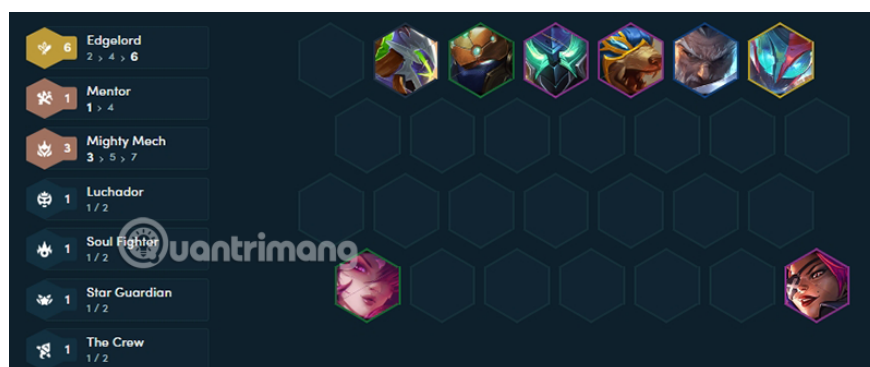 6 Edgelord
2 > 4 > 6
1 Mentor
1 > 4
3 Mighty Mech
3 > 5 > 7
1 Luchador
1 / 2
1 Soul Fighter
1 / 2
Quantrimang
1 Star Guardian
1 / 2
1 The Crew
1 / 2